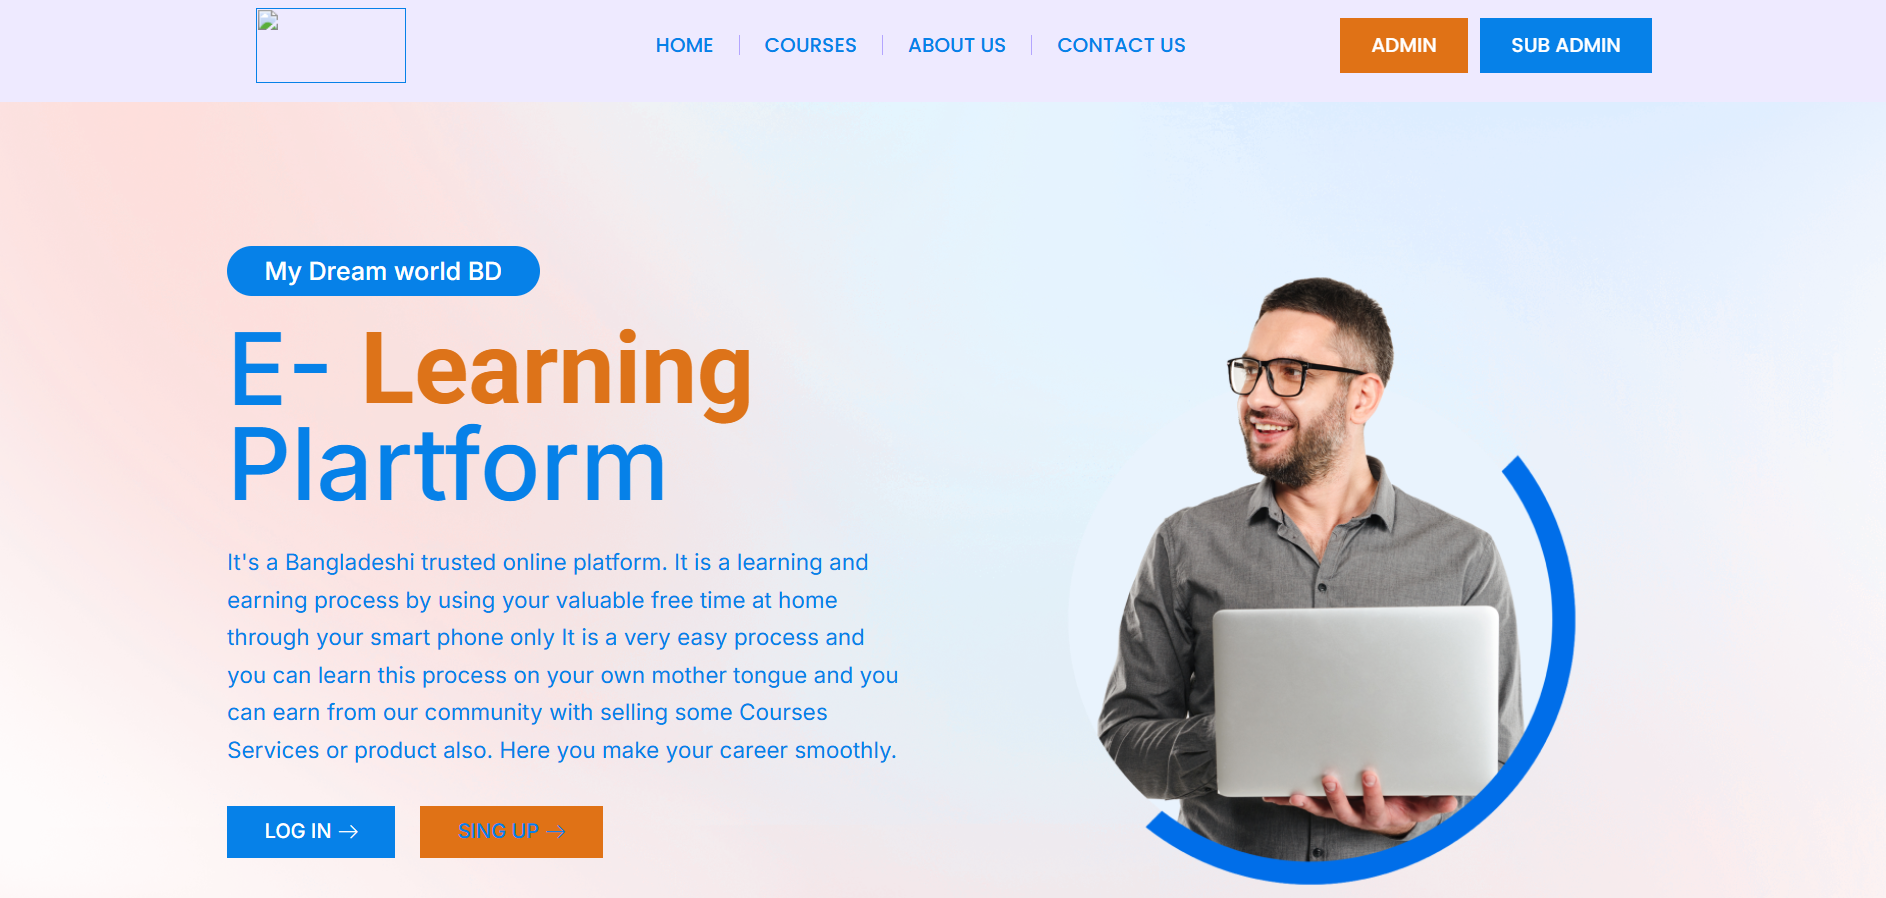 HOME
COURSES
ABOUT US
CONTACT US
ADMIN
SUB ADMIN
My Dream world BD
E- Learning
Plartform
It's a Bangladeshi trusted online platform. It is a learning and
earning process by using your valuable free time at home
through your smart phone only It is a very easy process and
you can learn this process on your own mother tongue and you
can earn from our community with selling some Courses
Services or product also. Here you make your career smoothly.
LOG IN
SING UP